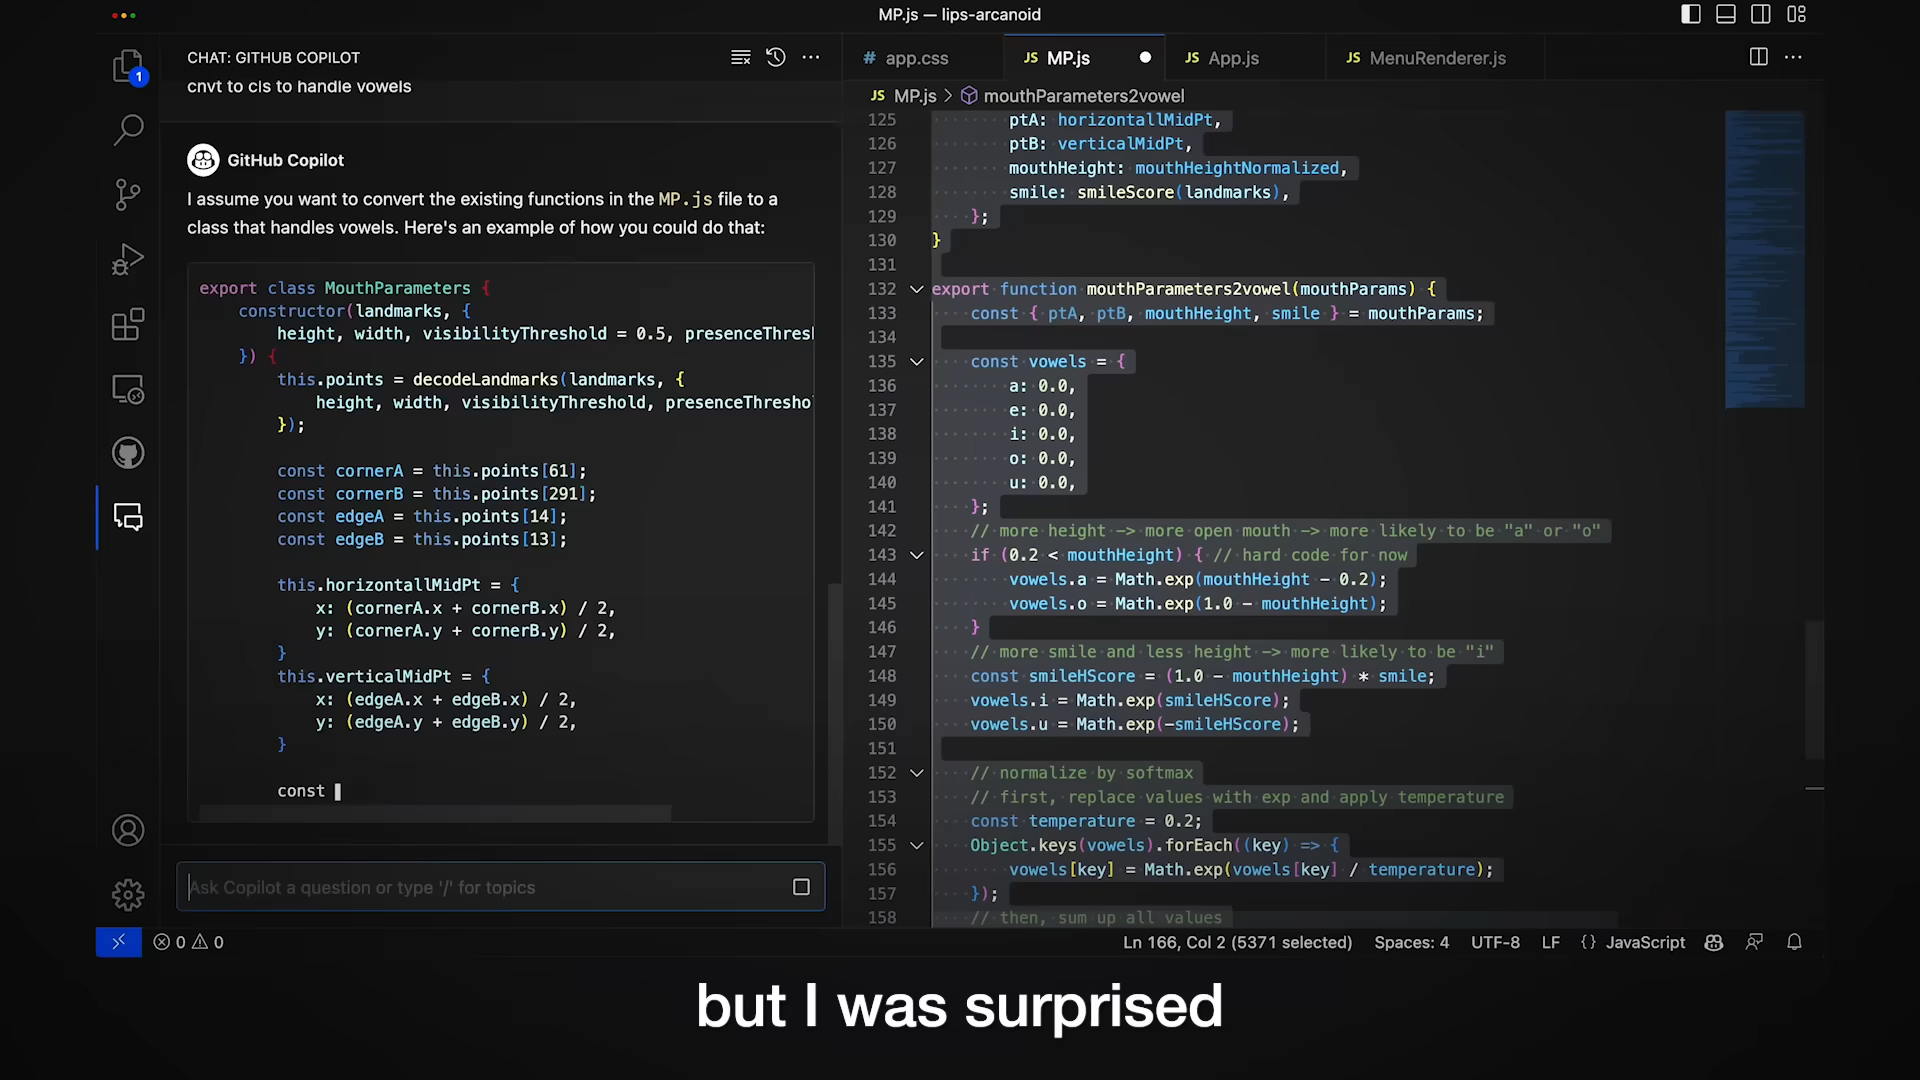 MP.js — lips-arcanoid
1
CHAT: GITHUB COPILOT
cnvt to cls to handle vowels
GitHub Copilot
I assume you want to convert the existing functions in the MP.js file to a
class that handles vowels. Here's an example of how you could do that:
export class MouthParameters {
constructor(landmarks, {
height, width, visibilityThreshold = 0.5, presenceThresl
}) {
this.points = decodeLandmarks(landmarks, {
height, width, visibilityThreshold, presenceThresho
});
const cornerA = this.points[61];
const cornerB = this.points[291];
const edgeA = this.points[14];
const edgeB = this.points[13];
this.horizontallMidPt = {
x: (cornerA.x + cornerB.x) / 2,
y: (cornerA.y + cornerB.y) / 2,
}
this.verticalMidPt = {
x: (edgeA.x + edgeB.x) / 2,
y: (edgeA.y + edgeB.y) / 2,
}
const
Ask Copilot a question or type '/' for topics
# app.css
JS MP.js
JS App.js
JS MenuRenderer.js
JS MP.js > mouthParameters2vowel
125 ptA: horizontallMidPt,
126 ptB: verticalMidPt,
127 mouthHeight: mouthHeightNormalized,
128 smile: smileScore(landmarks),
129 };
130 }
131
132 export function mouthParameters2vowel(mouthParams) {
133 const { ptA, ptB, mouthHeight, smile } = mouthParams;
134
135 const vowels = {
136 a: 0.0,
137 e: 0.0,
138 i: 0.0,
139 o: 0.0,
140 u: 0.0,
141 };
142 // more height -> more open mouth -> more likely to be "a" or "o"
143 if (0.2 < mouthHeight) { // hard code for now
144 vowels.a = Math.exp(mouthHeight - 0.2);
145 vowels.o = Math.exp(1.0 - mouthHeight);
146 }
147 // more smile and less height -> more likely to be "i"
148 const smileHScore = (1.0 - mouthHeight) * smile;
149 vowels.i = Math.exp(smileHScore);
150 vowels.u = Math.exp(-smileHScore);
151
152 // normalize by softmax
153 // first, replace values with exp and apply temperature
154 const temperature = 0.2;
155 Object.keys(vowels).forEach((key) => {
156 vowels[key] = Math.exp(vowels[key] / temperature);
157 });
158 // then, sum up all values
0 0
Ln 166, Col 2 (5371 selected) Spaces: 4 UTF-8 LF {} JavaScript
but I was surprised